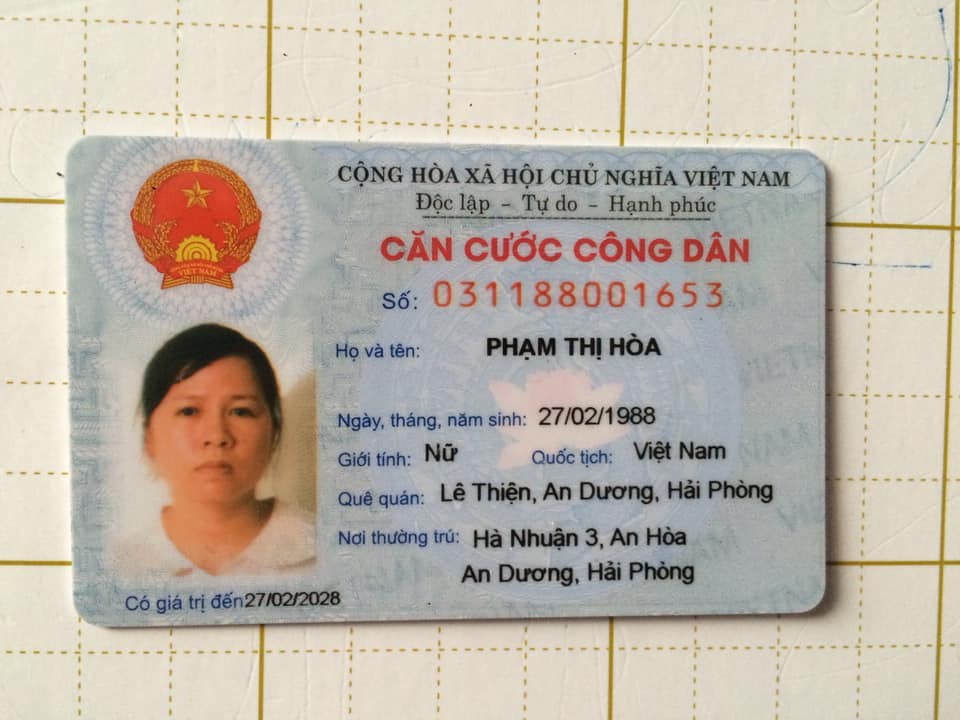 CỘNG HÒA XÃ HỘI CHỦ NGHĨA VIỆT NAM
Độc lập - Tự do - Hạnh phúc
CĂN CƯỚC CÔNG DÂN
Số: 031188001653
Họ và tên: PHẠM THỊ HÒA
Ngày, tháng, năm sinh: 27/02/1988
Giới tính: Nữ Quốc tịch: Việt Nam
Quê quán: Lê Thiện, An Dương, Hải Phòng
Nơi thường trú: Hà Nhuận 3, An Hòa
An Dương, Hải Phòng
Có giá trị đến 27/02/2028
VIỆT NAM